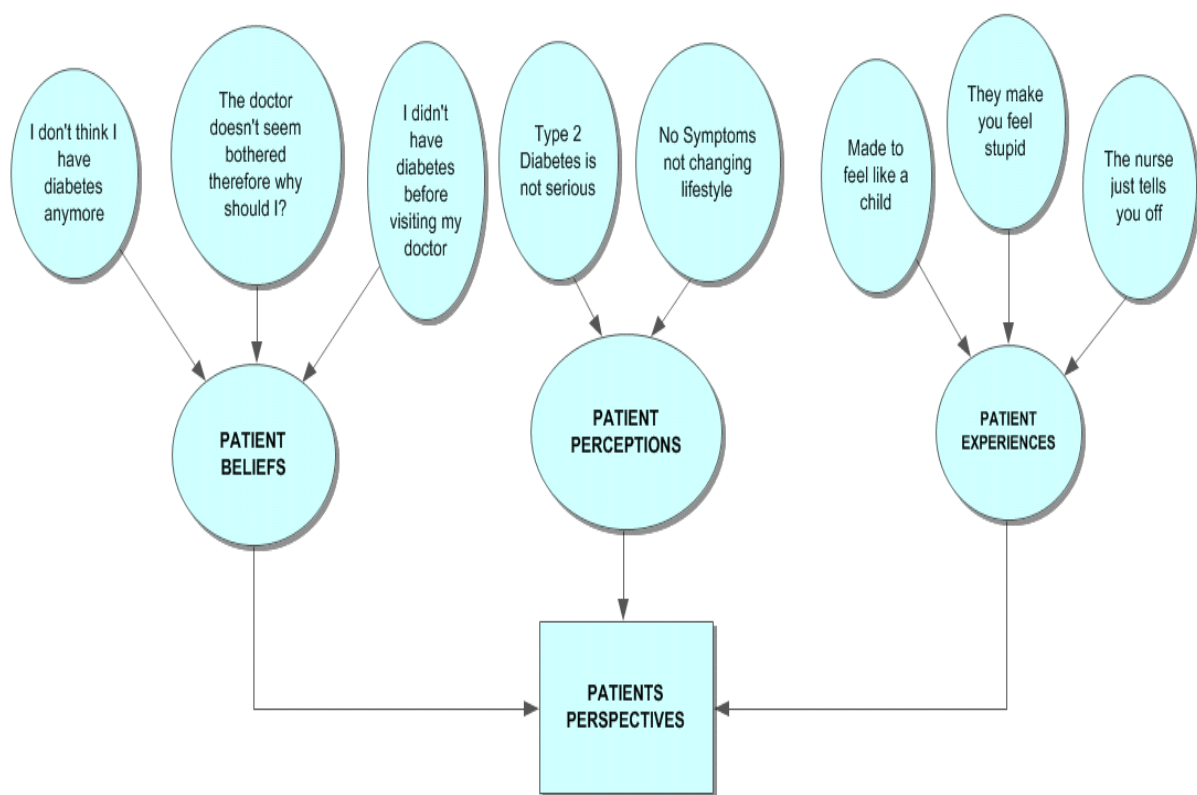 I don't think I
have
diabetes
anymore
The doctor
doesn't seem
bothered
therefore why
should I?
I didn't
have
diabetes
before
visiting my
doctor
Type 2
Diabetes is
not serious
No Symptoms
not changing
lifestyle
Made to
feel like a
child
They make
you feel
stupid
The nurse
just tells
you off
PATIENT
BELIEFS
PATIENT
PERCEPTIONS
PATIENT
EXPERIENCES
PATIENTS
PERSPECTIVES